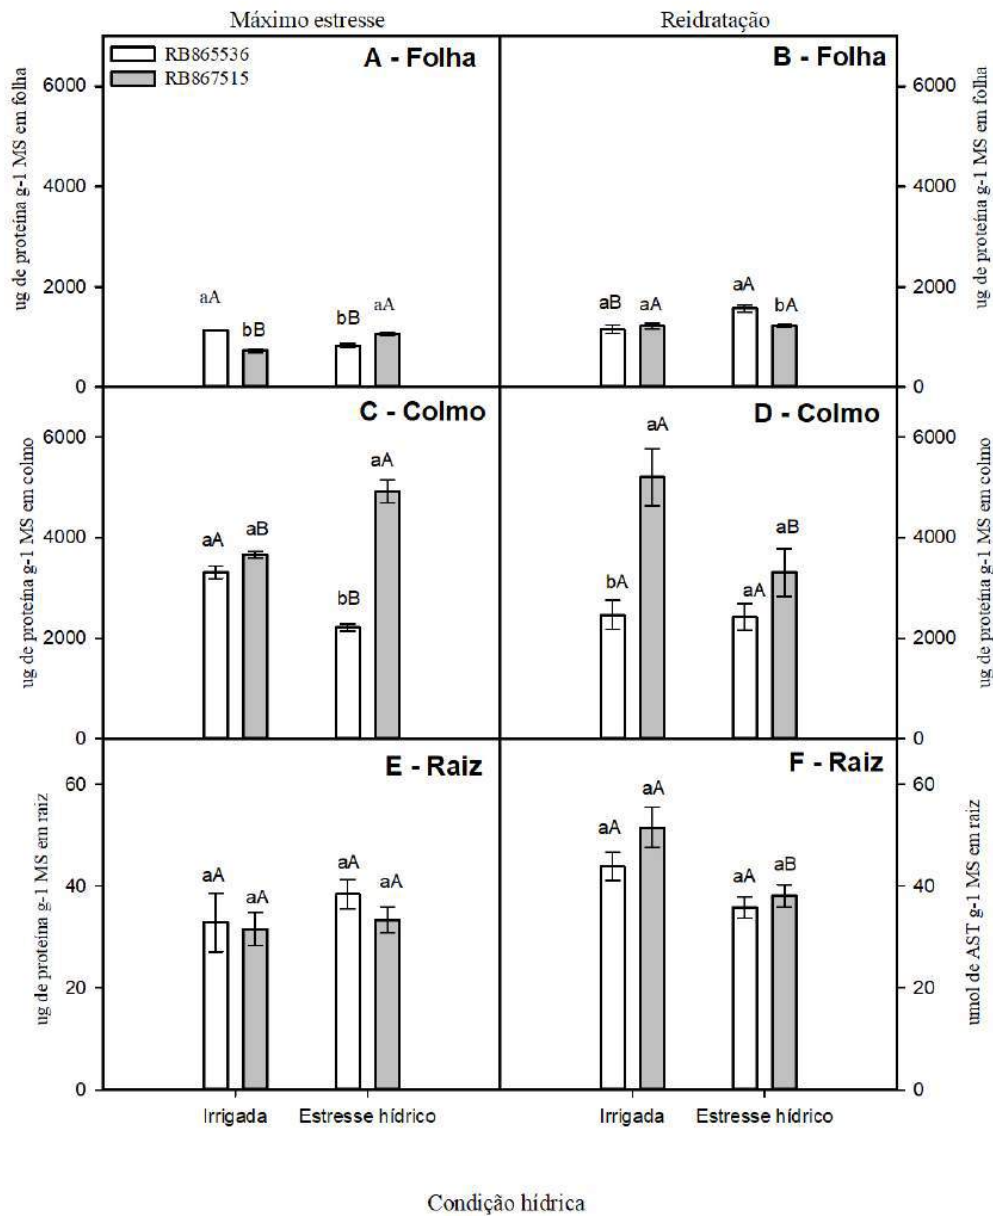 Máximo estresse
Reidratação
RB865536
RB867515
A - Folha
B - Folha
ug de proteína g-1 MS em folha
6000
4000
2000
0
aA
bB
bB
aA
aB
aA
aA
bA
6000
4000
2000
0
ug de proteína g-1 MS em folha
C - Colmo
D - Colmo
ug de proteína g-1 MS em colmo
6000
4000
2000
0
aA
aB
bB
aA
bA
aA
aA
aB
6000
4000
2000
0
ug de proteína g-1 MS em colmo
E - Raiz
F - Raiz
ug de proteína g-1 MS em raiz
60
40
20
0
aA
aA
aA
aA
aA
aA
aA
aB
60
40
20
0
umol de AST g-1 MS em raiz
Irrigada
Estresse hídrico
Irrigada
Estresse hídrico
Condição hídrica